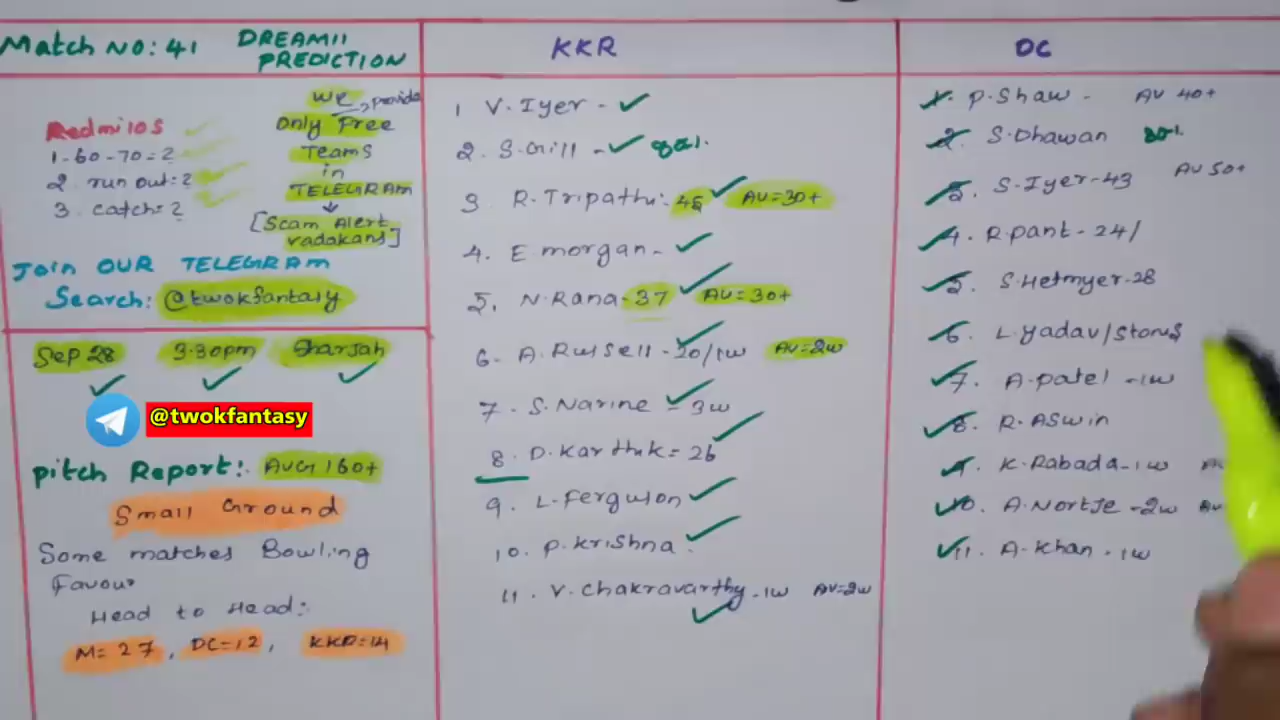 Match No: 41 DREAM11
PREDICTION
We, provide
Only Free
Teams
in
TELEGRAM
[Scam Alert
vadakans]
Redmi10s
1. 60-70=2
2. run out=2
3. catch=2
Join OUR TELEGRAM
Search: @twokfantasy
Sep 28 3.30pm Sharjah
@twokfantasy
pitch Report: AVG 160+
Small Ground
Some matches Bowling
Favour
Head to Head:
M=27, DC=12, KKR=14
KKR
1 V. Iyer -
2. S. Gill - 80%.
3 R. Tripathi: 45 AV=30+
4. E morgan -
5. N. Rana - 37 AV=30+
6. A. Russell - 20/1w AV=2w
7. S. Narine = 3w
8. D. Karthik = 26
9. L. Ferguson
10. P. Krishna.
11. V. Chakravarthy - 1w AV=2w
DC
1. P. Shaw - AV 40+
2. S. Dhawan 80%.
3. S. Iyer - 43 AV 50+
4. R. pant - 24/
5. S. Hetmyer - 28
6. L. yadav/Stonis
7. A. patel - 1w
8. R. ASwin
9. K. Rabada - 1w
10. A. Nortje - 2w AV
11. A. Khan - 1w